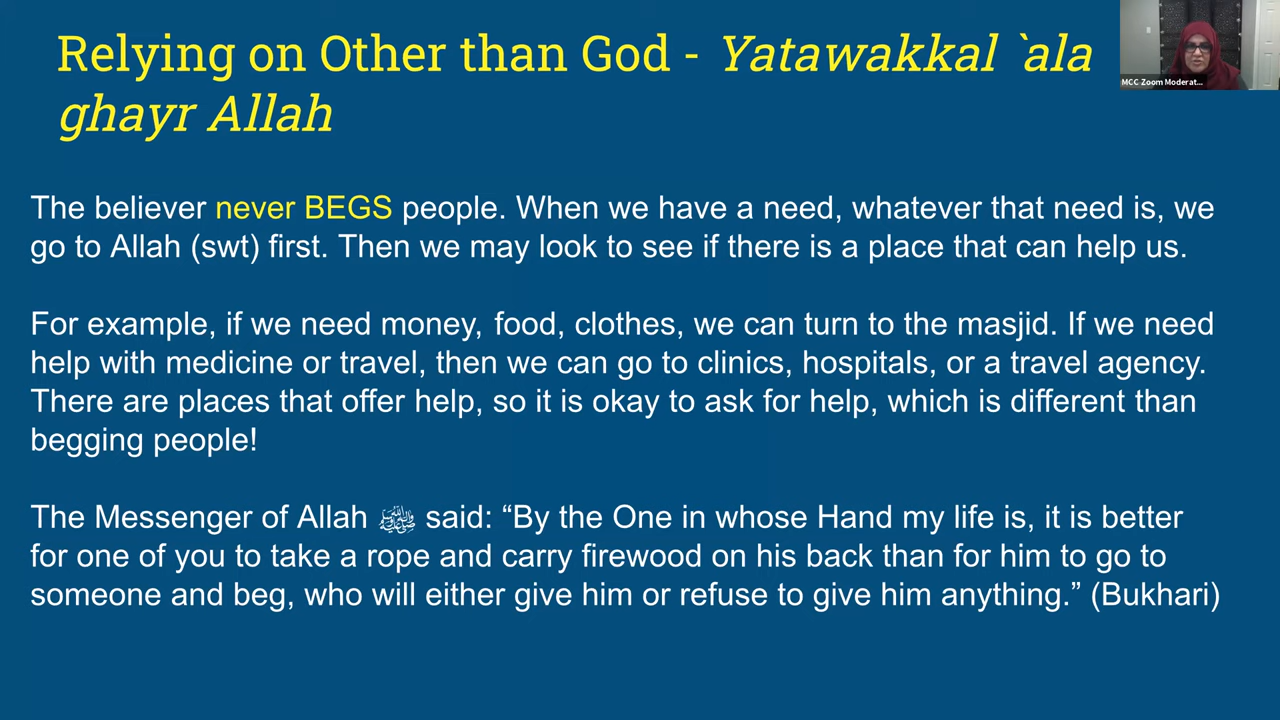 Relying on Other than God - Yatawakkal `ala
ghayr Allah
MCC Zoom Moderat...
The believer never BEGS people. When we have a need, whatever that need is, we
go to Allah (swt) first. Then we may look to see if there is a place that can help us.
For example, if we need money, food, clothes, we can turn to the masjid. If we need
help with medicine or travel, then we can go to clinics, hospitals, or a travel agency.
There are places that offer help, so it is okay to ask for help, which is different than
begging people!
The Messenger of Allah ﷺ said: “By the One in whose Hand my life is, it is better
for one of you to take a rope and carry firewood on his back than for him to go to
someone and beg, who will either give him or refuse to give him anything.” (Bukhari)